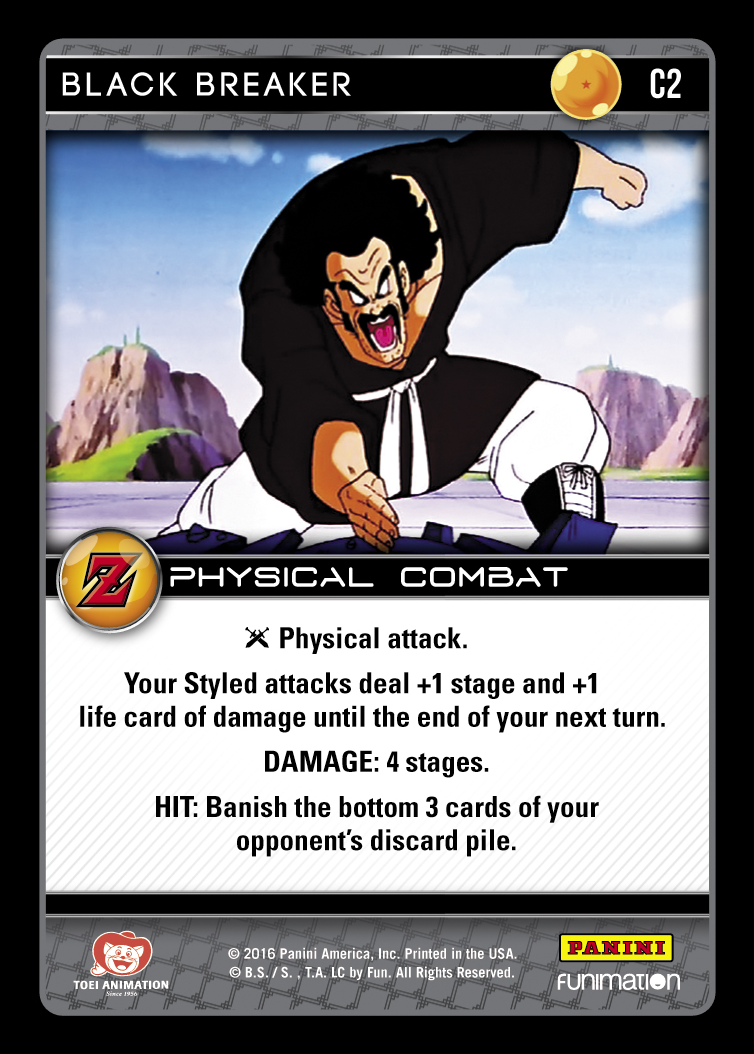 BLACK BREAKER C2
Z PHYSICAL COMBAT
Physical attack.
Your Styled attacks deal +1 stage and +1
life card of damage until the end of your next turn.
DAMAGE: 4 stages.
HIT: Banish the bottom 3 cards of your
opponent's discard pile.
TOEI ANIMATION
Since 1956
© 2016 Panini America, Inc. Printed in the USA.
© B.S. / S. , T.A. LC by Fun. All Rights Reserved.
PANINI
FUNIMATION